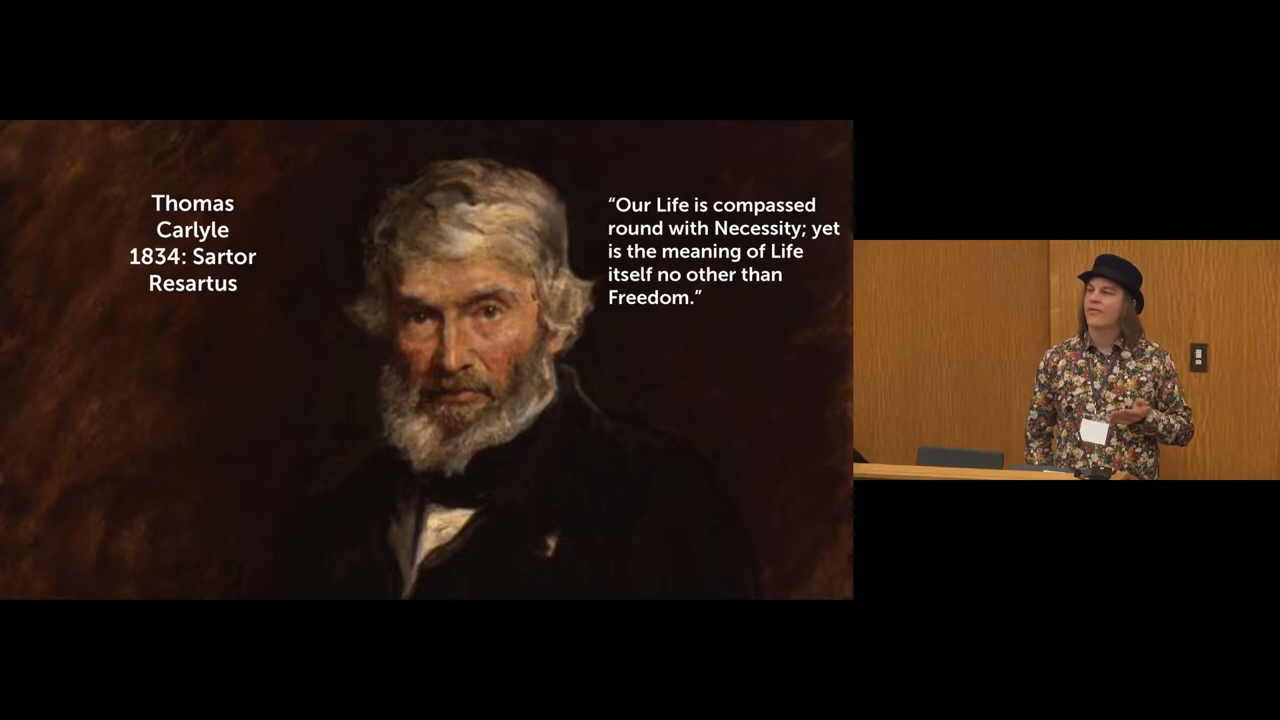 Thomas
Carlyle
1834: Sartor
Resartus
“Our Life is compassed
round with Necessity; yet
is the meaning of Life
itself no other than
Freedom.”